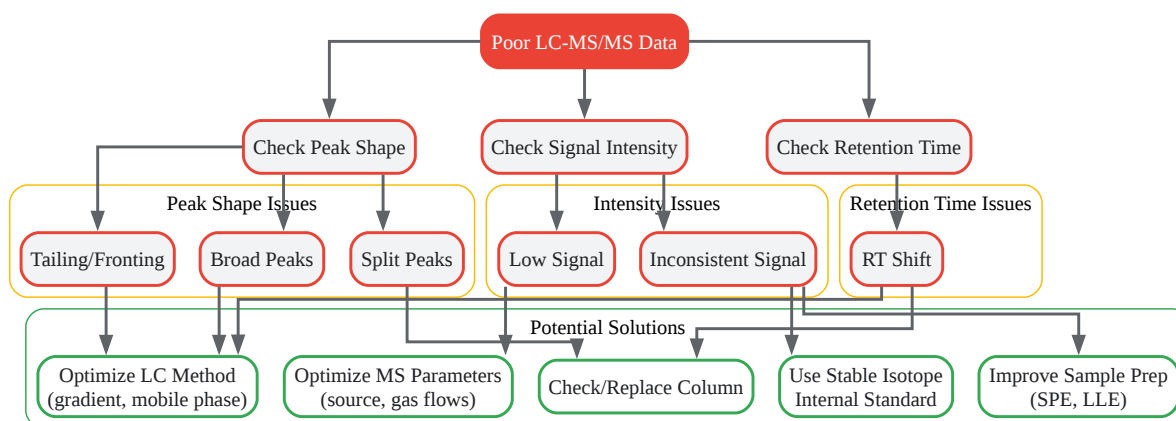 Poor LC-MS/MS Data
Check Peak Shape
Check Signal Intensity
Check Retention Time
Peak Shape Issues
Intensity Issues
Retention Time Issues
Tailing/Fronting
Broad Peaks
Split Peaks
Low Signal
Inconsistent Signal
RT Shift
Potential Solutions
Optimize LC Method
(gradient, mobile phase)
Optimize MS Parameters
(source, gas flows)
Check/Replace Column
Use Stable Isotope
Internal Standard
Improve Sample Prep
(SPE, LLE)